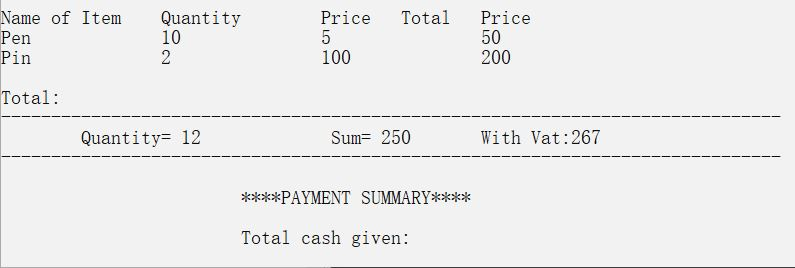 Name of Item Quantity Price Total Price
Pen 10 5 50
Pin 2 100 200
Total:
--------------------------------------------------------------------------------
Quantity= 12 Sum= 250 With Vat:267
--------------------------------------------------------------------------------
****PAYMENT SUMMARY****
Total cash given: